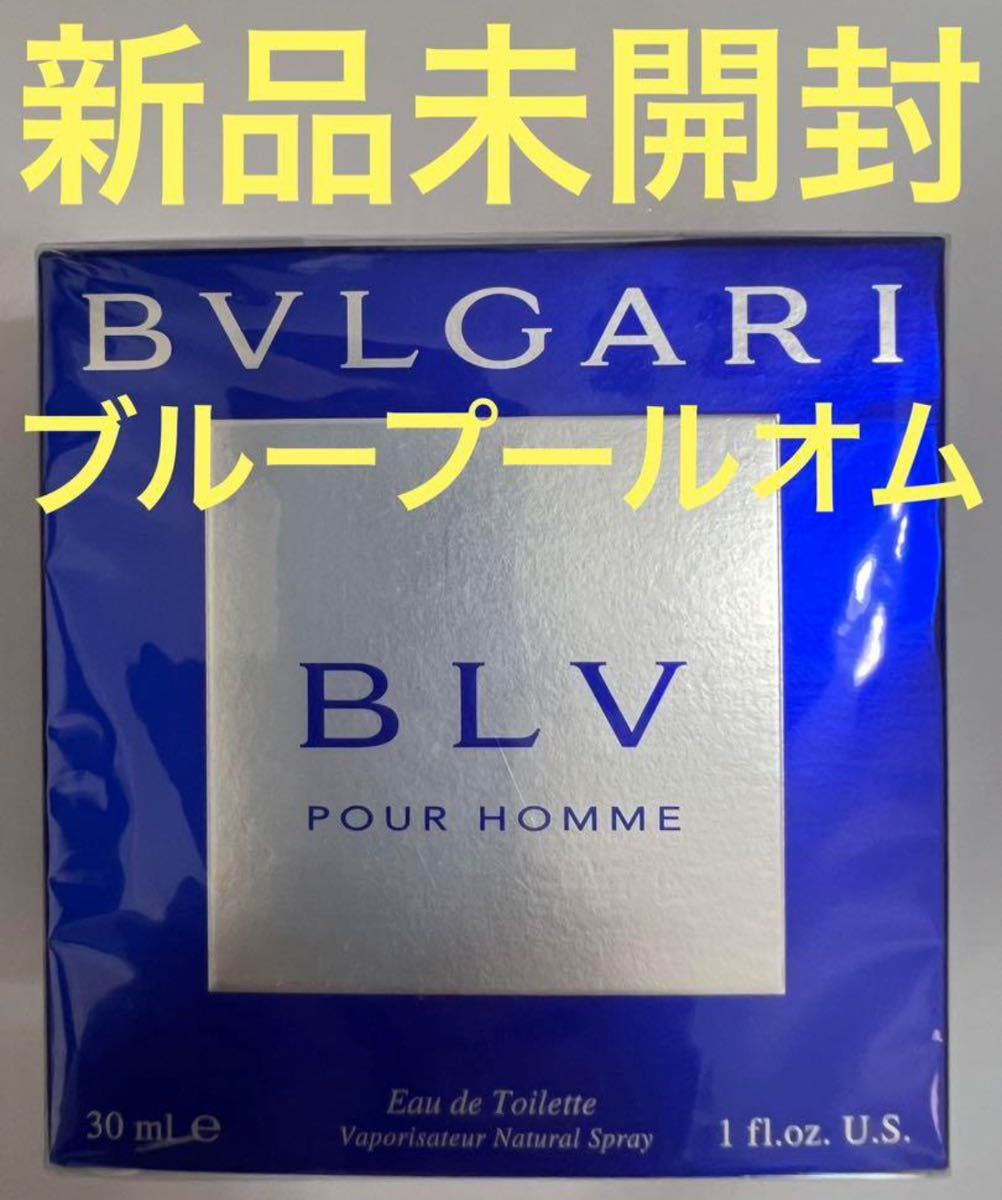 新品未開封
BVLGARI
ブループールオム
BLV
POUR HOMME
Eau de Toilette
30 ml ℮
Vaporisateur Natural Spray
1 fl.oz. U.S.